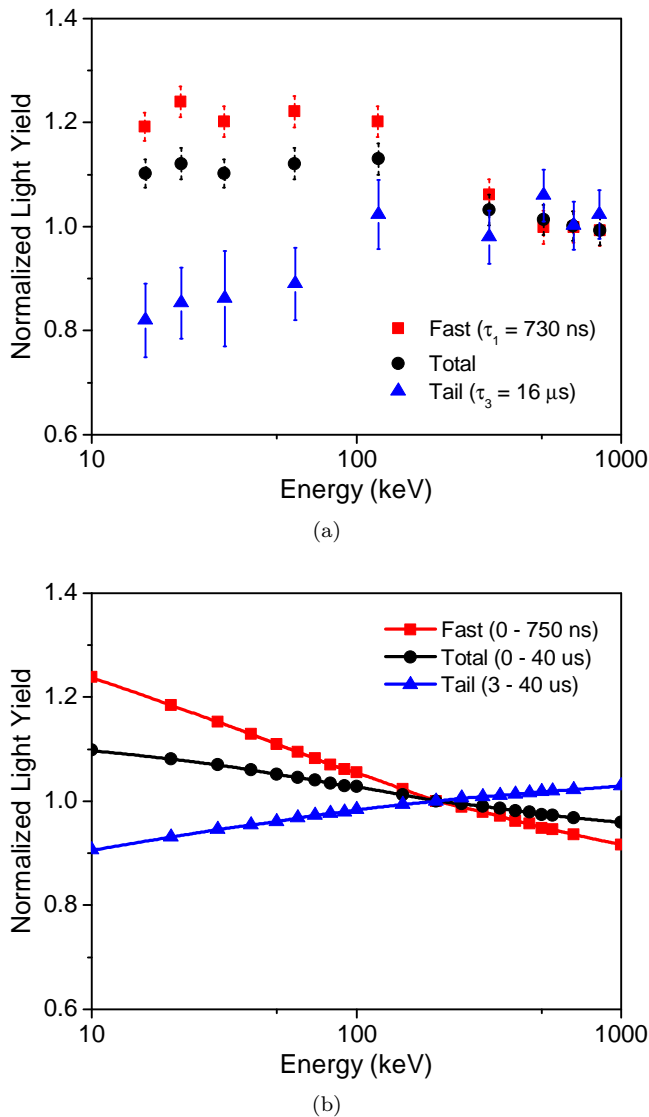 1.4
1.2
1.0
0.8
0.6
Normalized Light Yield
Fast (τ₁ = 730 ns)
Total
Tail (τ₃ = 16 μs)
10
100
1000
Energy (keV)
(a)
1.4
1.2
1.0
0.8
0.6
Normalized Light Yield
Fast (0 - 750 ns)
Total (0 - 40 us)
Tail (3 - 40 us)
10
100
1000
Energy (keV)
(b)